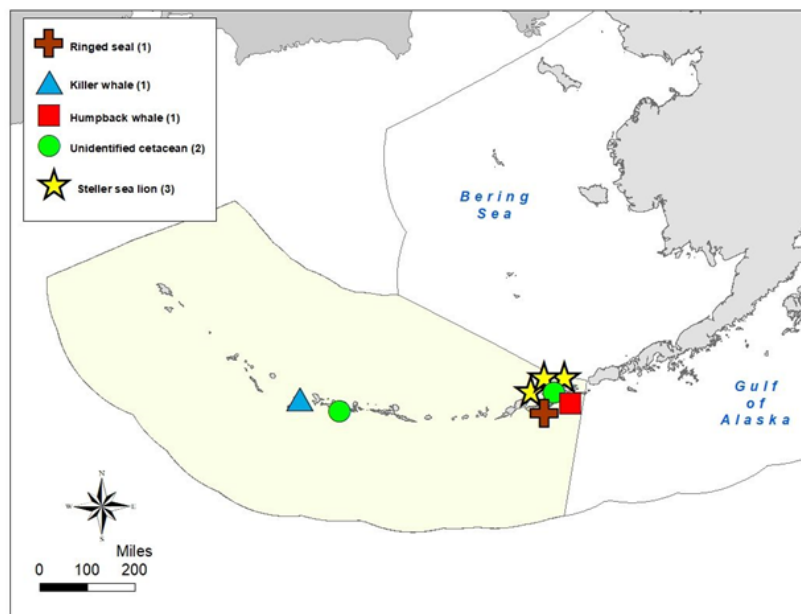 Ringed seal (1)
Killer whale (1)
Humpback whale (1)
Unidentified cetacean (2)
Steller sea lion (3)
Bering
Sea
Gulf
of
Alaska
N
W
E
S
Miles
0 100 200